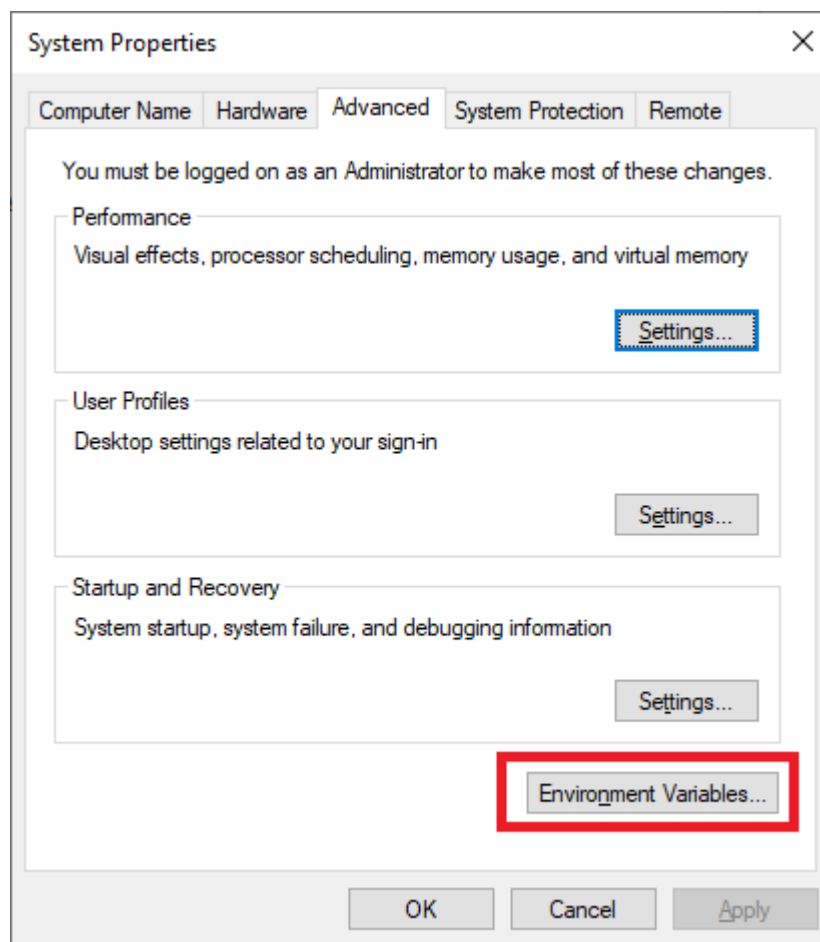 System Properties
Computer Name Hardware Advanced System Protection Remote
You must be logged on as an Administrator to make most of these changes.
Performance
Visual effects, processor scheduling, memory usage, and virtual memory
Settings...
User Profiles
Desktop settings related to your sign-in
Settings...
Startup and Recovery
System startup, system failure, and debugging information
Settings...
Environment Variables...
OK Cancel Apply